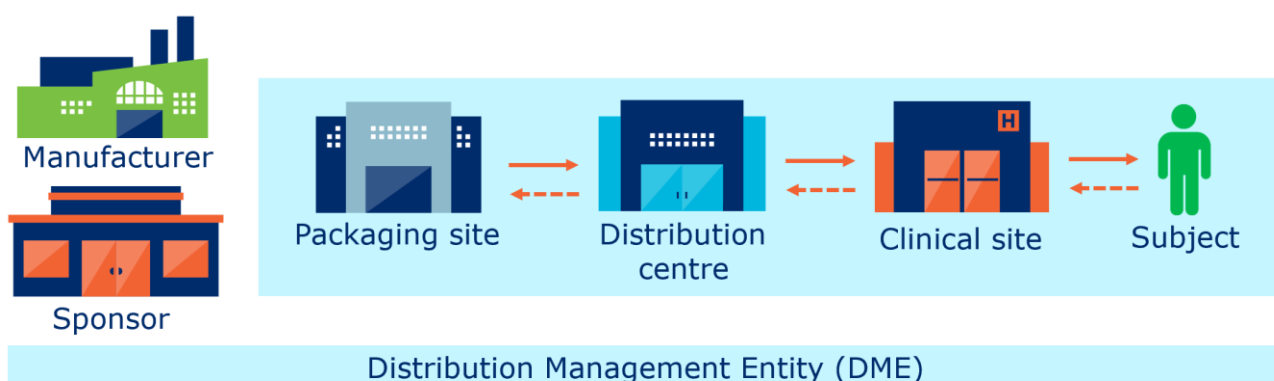 Manufacturer
Sponsor
H
Packaging site
Distribution
centre
Clinical site
Subject
Distribution Management Entity (DME)